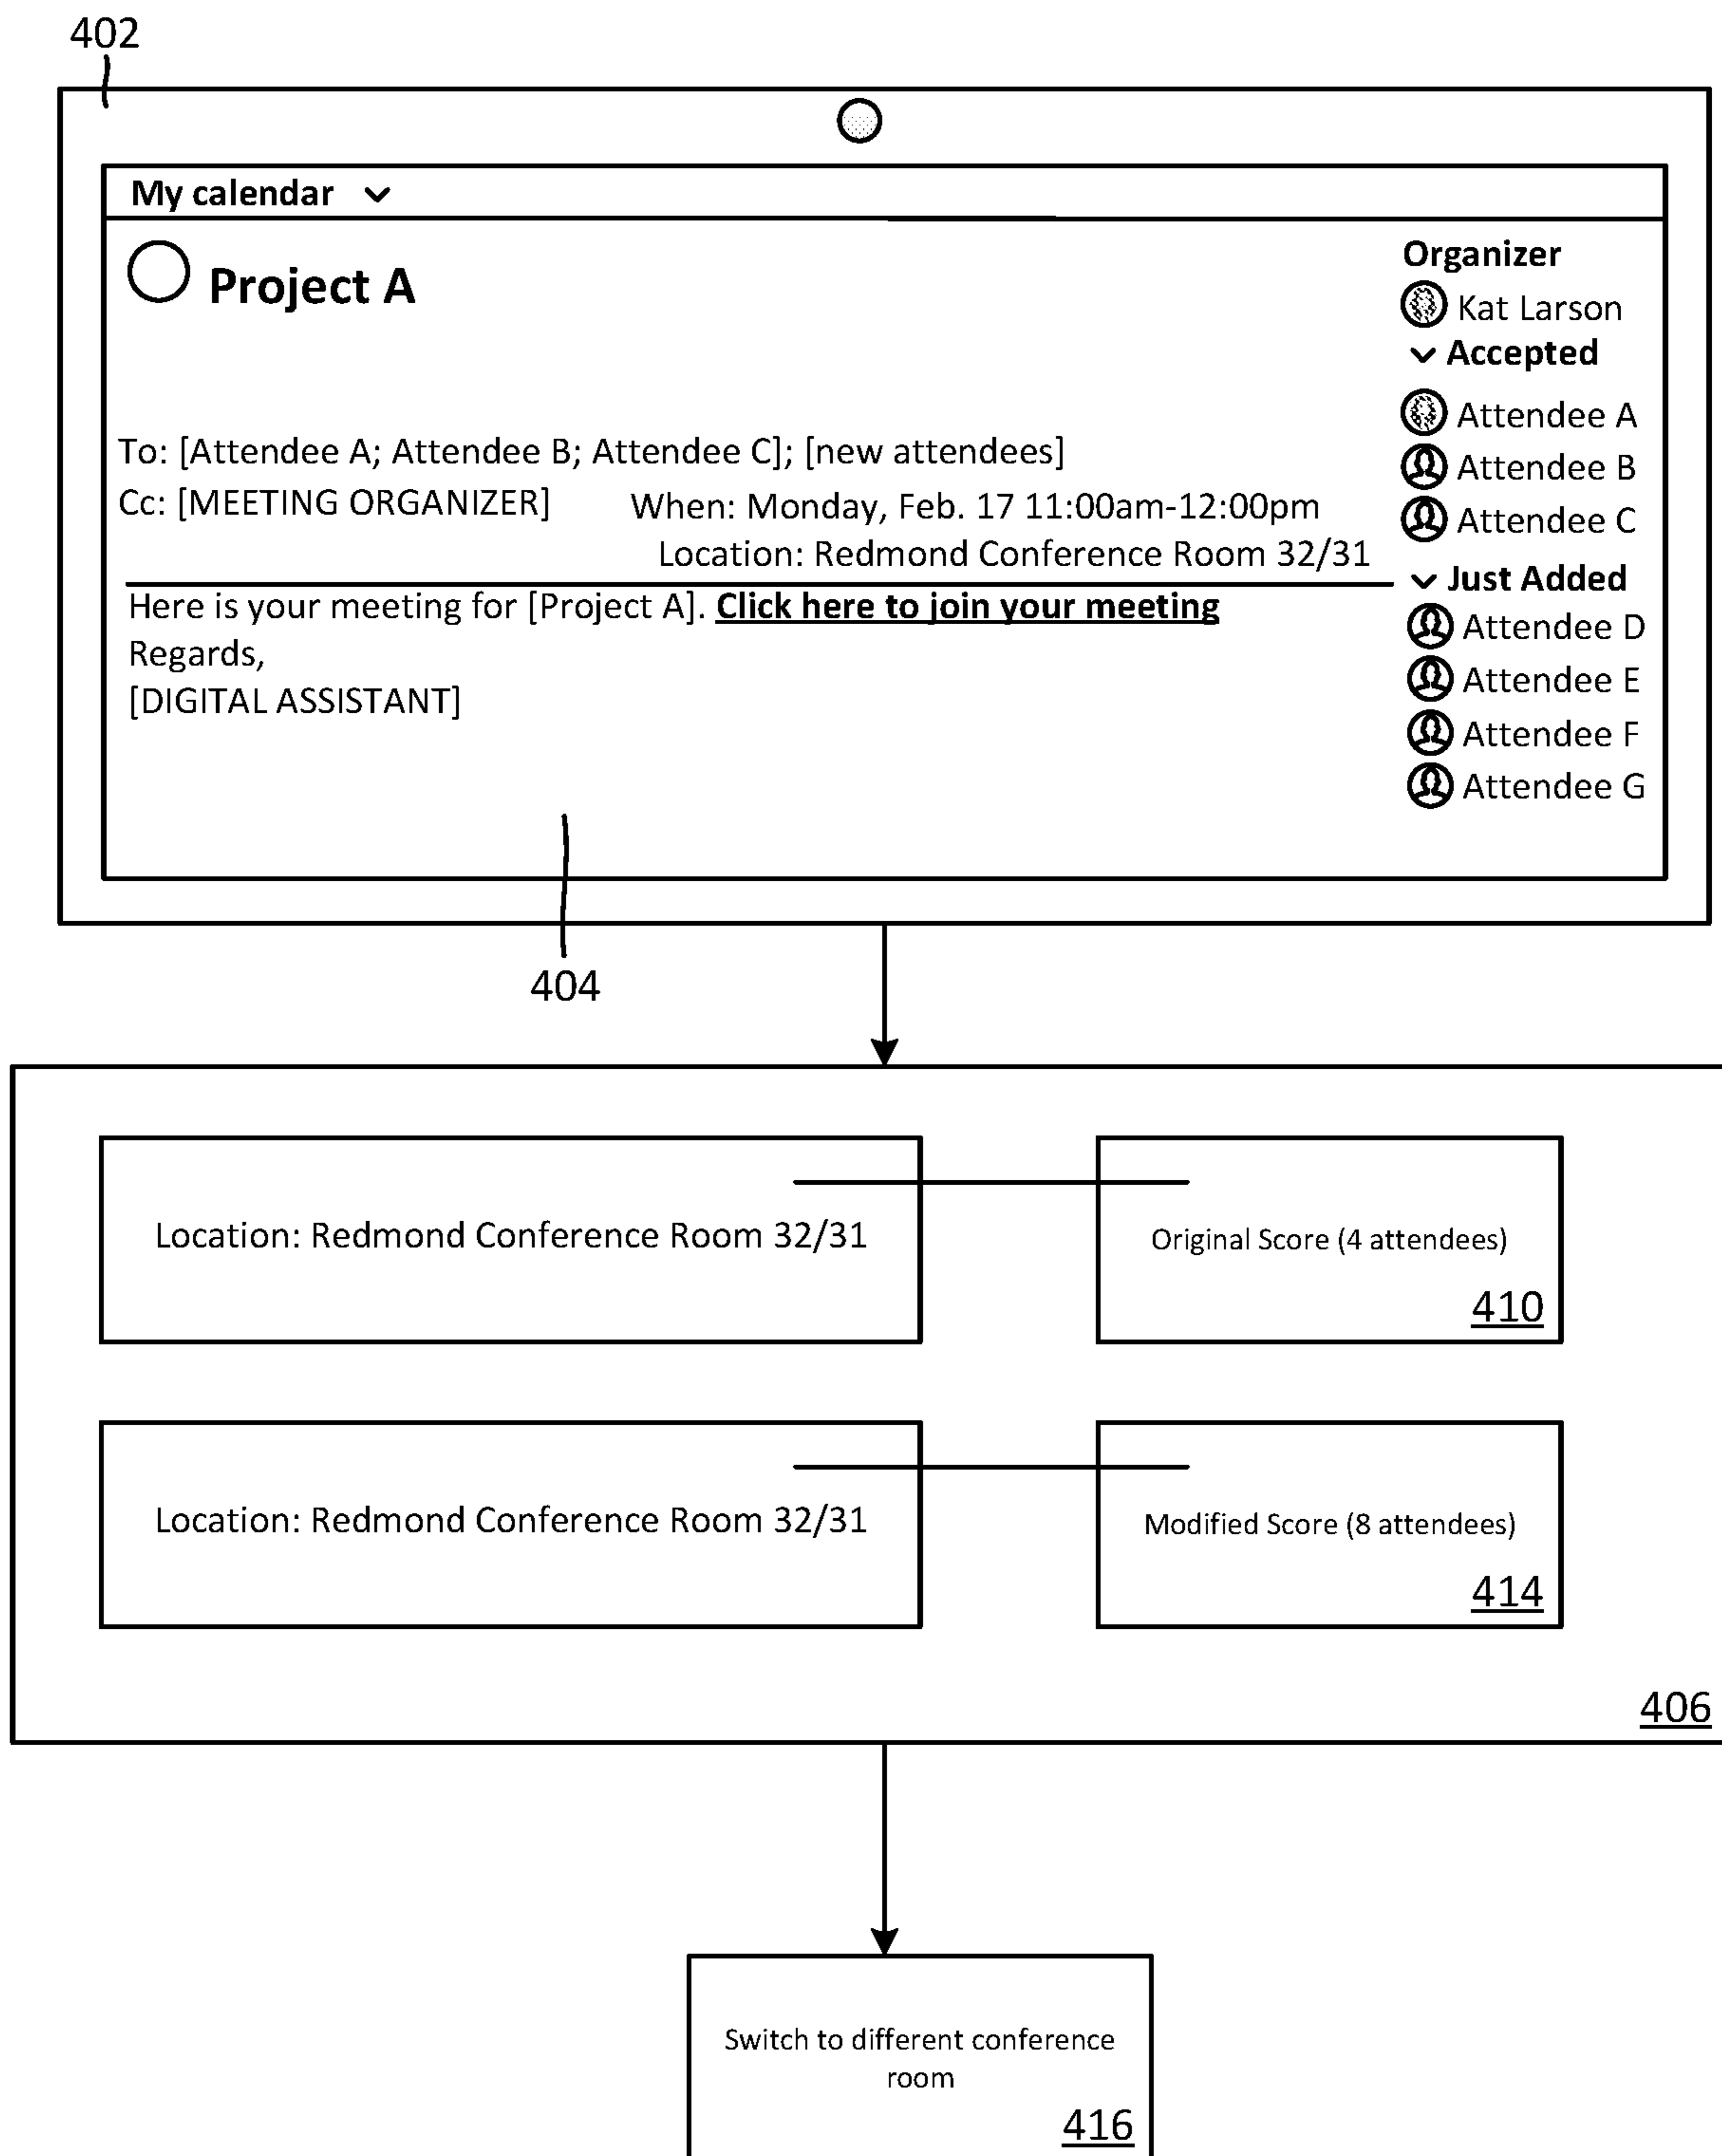 402
My calendar
Project A
To: [Attendee A; Attendee B; Attendee C]; [new attendees]
Cc: [MEETING ORGANIZER]
When: Monday, Feb. 17 11:00am-12:00pm
Location: Redmond Conference Room 32/31
Here is your meeting for [Project A]. Click here to join your meeting
Regards,
[DIGITAL ASSISTANT]
Organizer
Kat Larson
Accepted
Attendee A
Attendee B
Attendee C
Just Added
Attendee D
Attendee E
Attendee F
Attendee G
404
Location: Redmond Conference Room 32/31
Original Score (4 attendees)
410
Location: Redmond Conference Room 32/31
Modified Score (8 attendees)
414
406
Switch to different conference
room
416